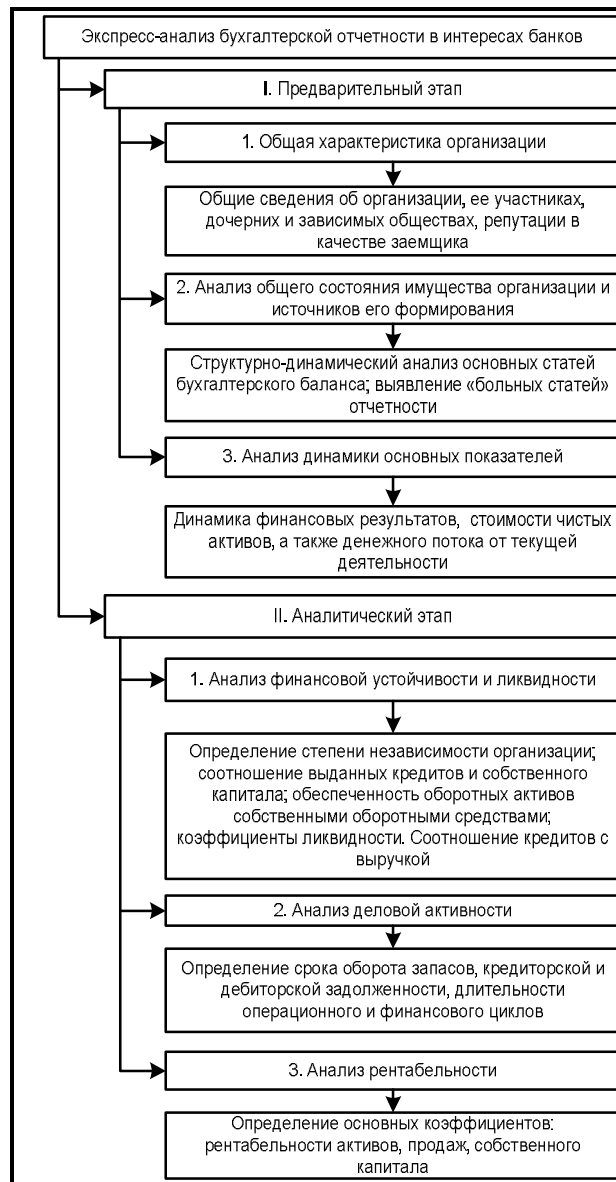 Экспресс-анализ бухгалтерской отчетности в интересах банков
I. Предварительный этап
1. Общая характеристика организации
Общие сведения об организации, ее участниках,
дочерних и зависимых обществах, репутации в
качестве заемщика
2. Анализ общего состояния имущества организации и
источников его формирования
Структурно-динамический анализ основных статей
бухгалтерского баланса; выявление «больных статей»
отчетности
3. Анализ динамики основных показателей
Динамика финансовых результатов, стоимости чистых
активов, а также денежного потока от текущей
деятельности
II. Аналитический этап
1. Анализ финансовой устойчивости и ликвидности
Определение степени независимости организации;
соотношение выданных кредитов и собственного
капитала; обеспеченность оборотных активов
собственными оборотными средствами;
коэффициенты ликвидности. Соотношение кредитов с
выручкой
2. Анализ деловой активности
Определение срока оборота запасов, кредиторской и
дебиторской задолженности, длительности
операционного и финансового циклов
3. Анализ рентабельности
Определение основных коэффициентов:
рентабельности активов, продаж, собственного
капитала